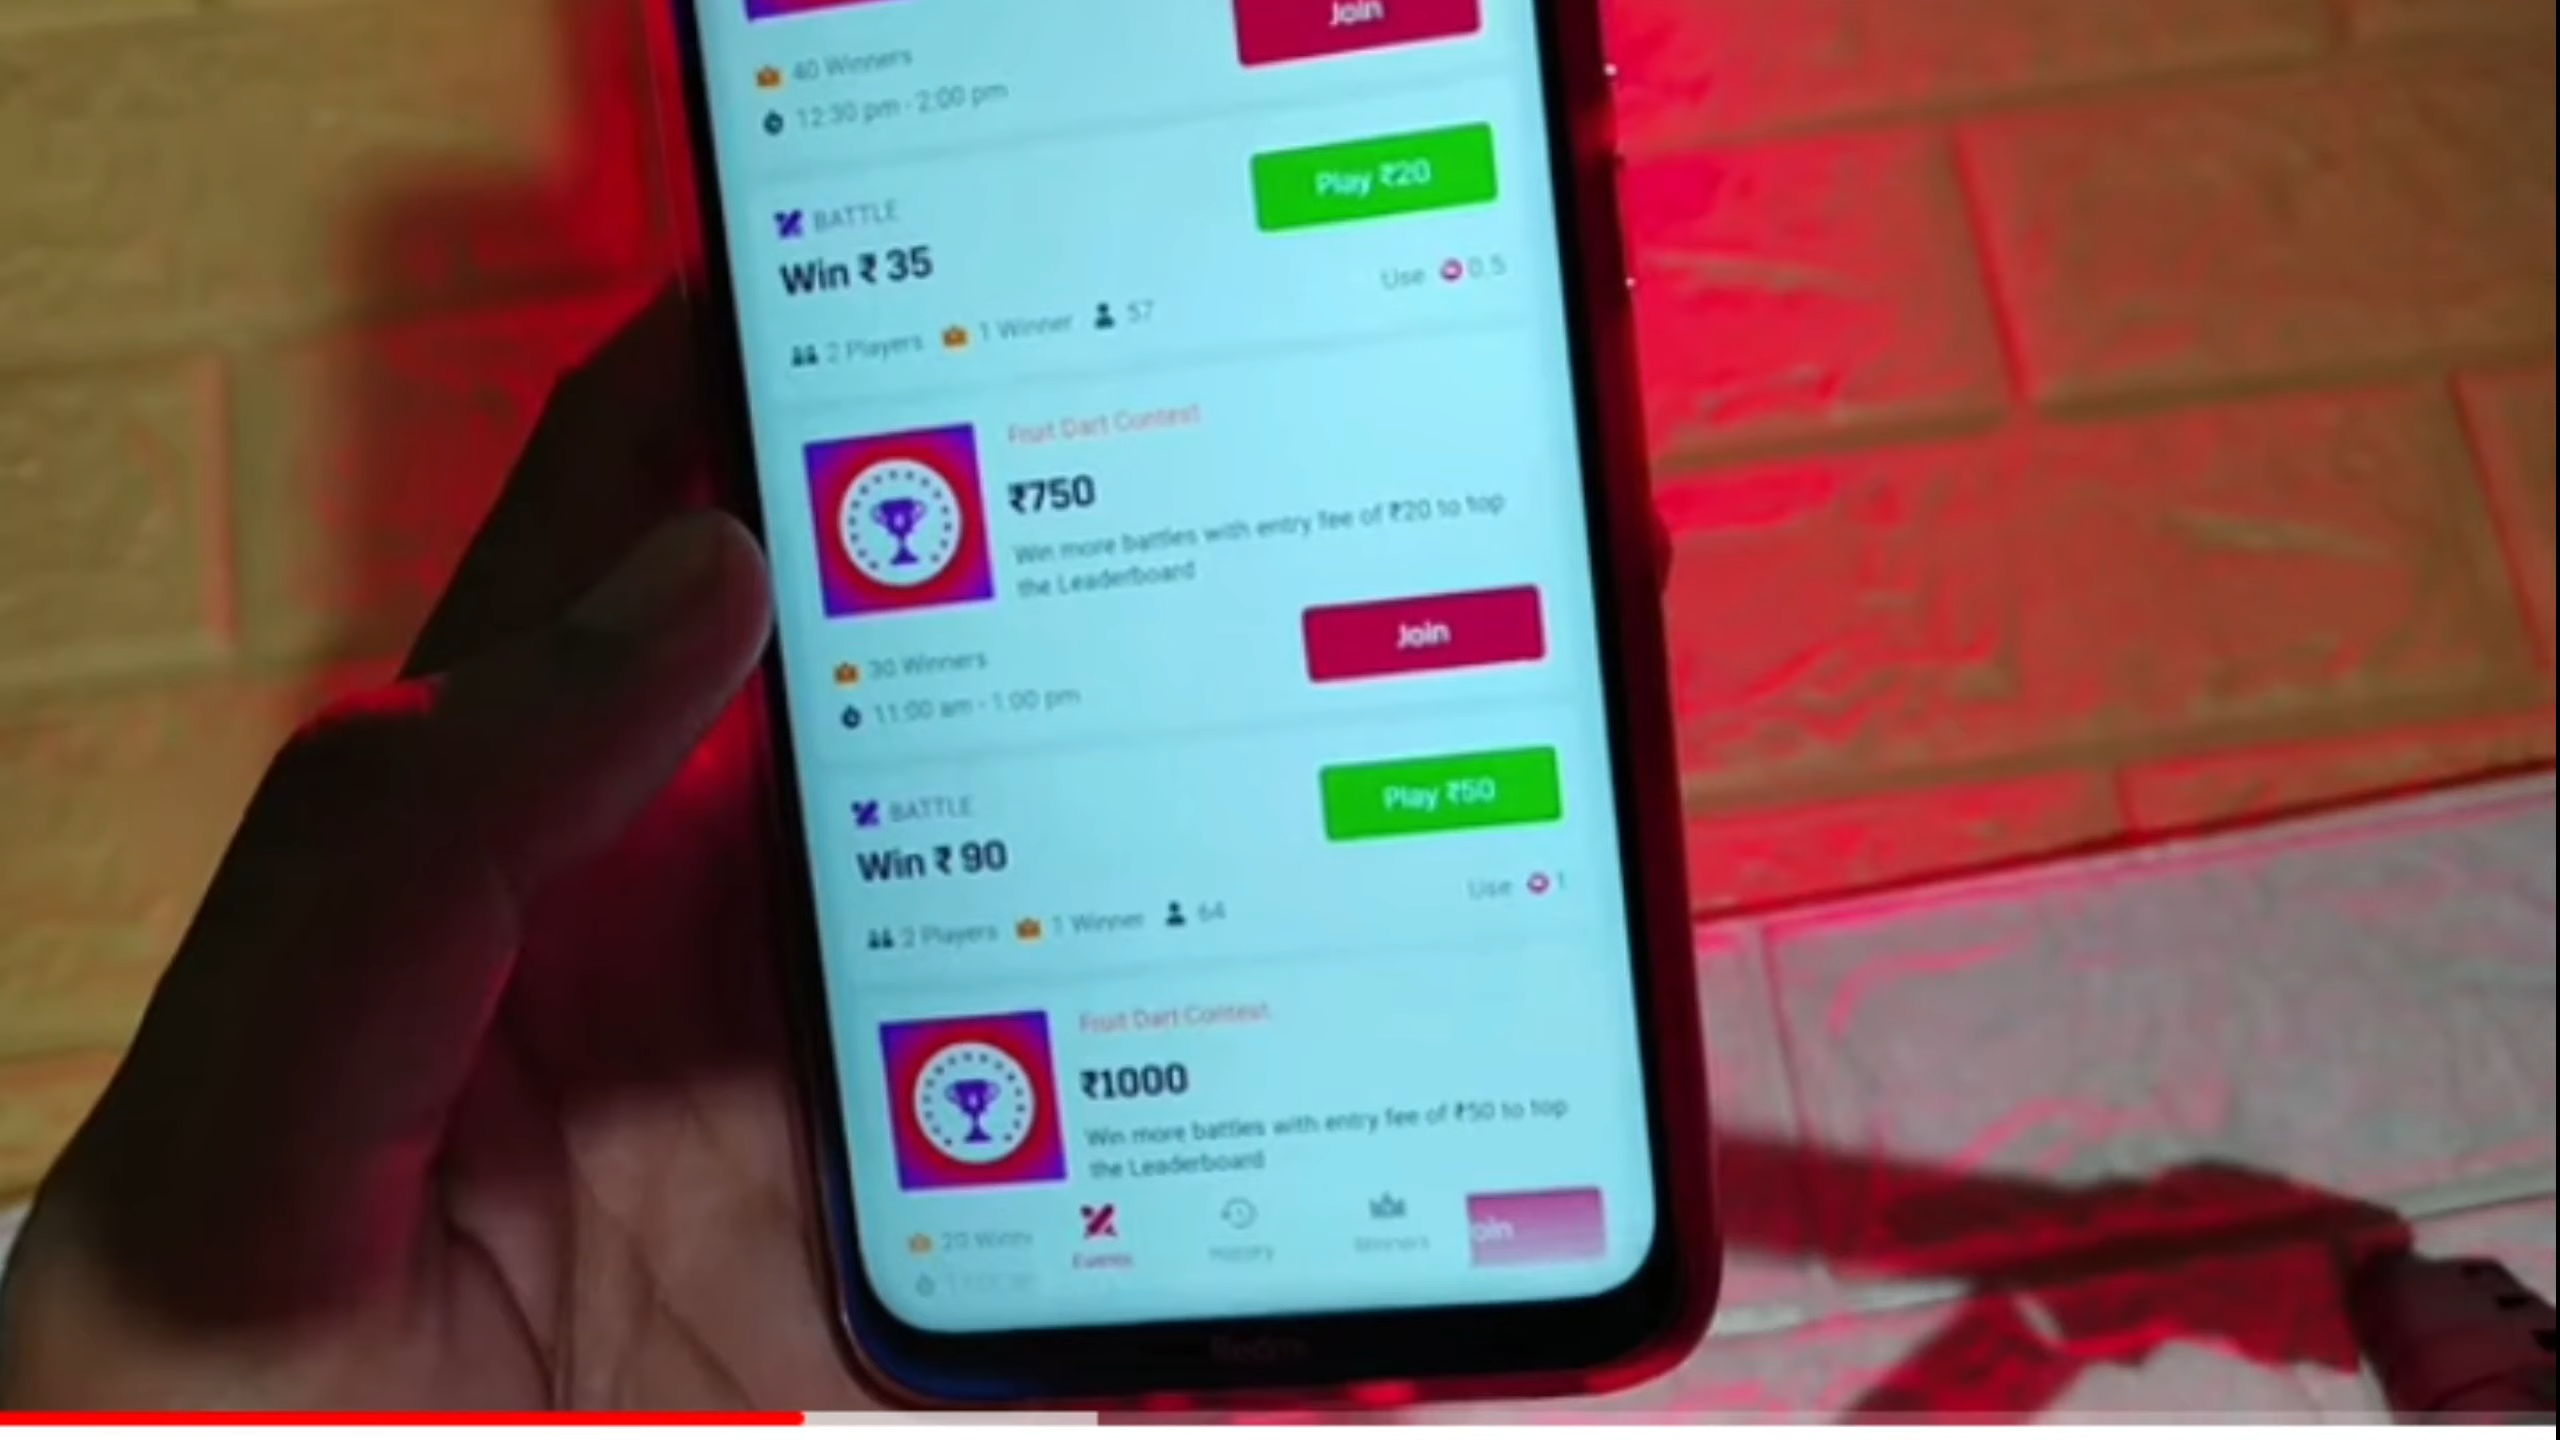 Join
40 Winners
12:30 pm - 2:00 pm
BATTLE
Play ₹20
Win ₹ 35
Use 0.5
2 Players 1 Winner 57
Fruit Dart Contest
₹750
Win more battles with entry fee of ₹20 to top
the Leaderboard
Join
30 Winners
11:00 am - 1:00 pm
BATTLE
Play ₹50
Win ₹ 90
Use 1
2 Players 1 Winner 64
Fruit Dart Contest
₹1000
Win more battles with entry fee of ₹50 to top
the Leaderboard
oin
20 Winn
Events History Winners
Redmi